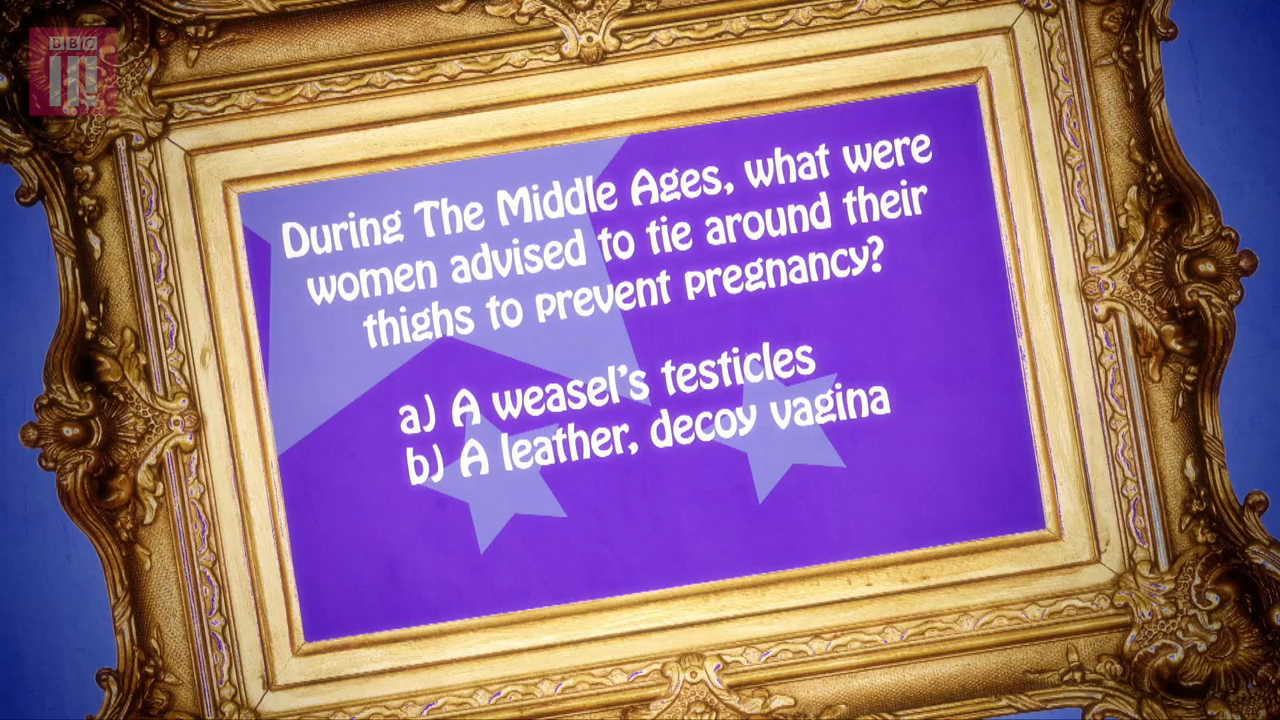 BBC
During The Middle Ages, what were
women advised to tie around their
thighs to prevent pregnancy?
a) A weasel's testicles
b) A leather, decoy vagina